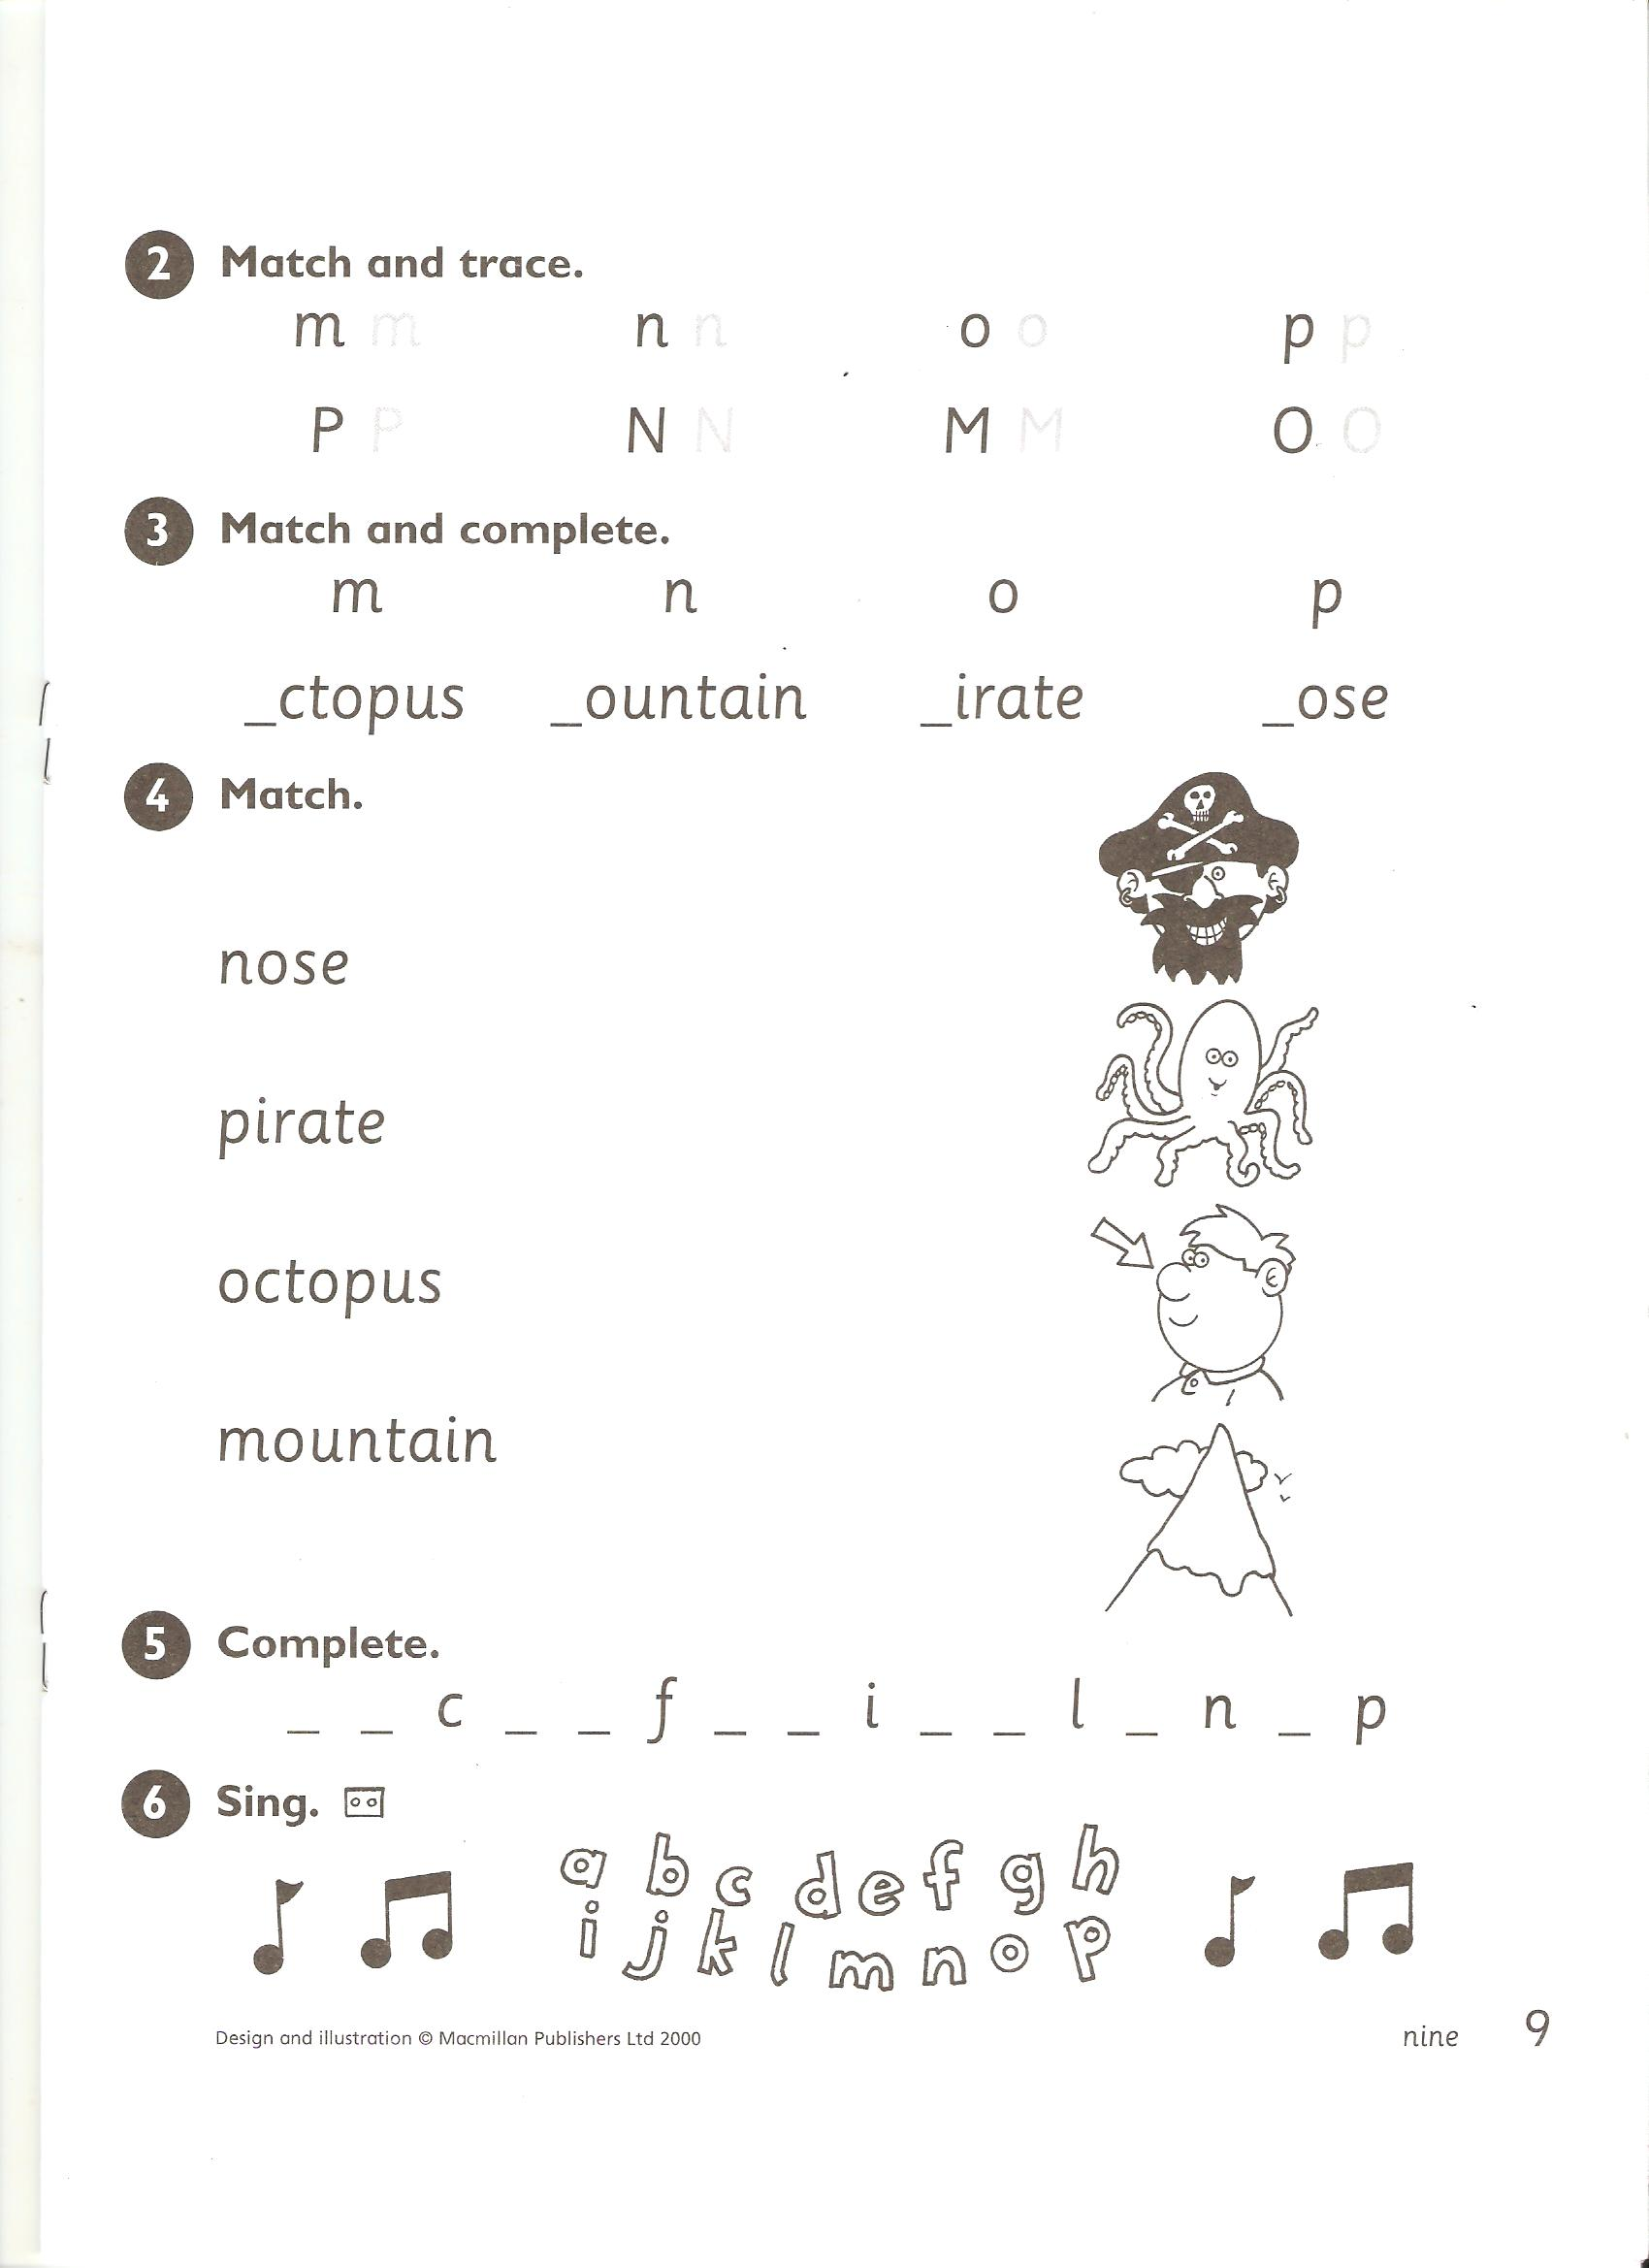 2 Match and trace.
m m n n o o p p
P P N N M M O O
3 Match and complete.
m n o p
_ctopus _ountain _irate _ose
4 Match.
nose
pirate
octopus
mountain
5 Complete.
_ _ c _ _ f _ _ i _ _ l _ n _ p
6 Sing.
a b c d e f g h
i j k l m n o p
Design and illustration © Macmillan Publishers Ltd 2000
nine 9